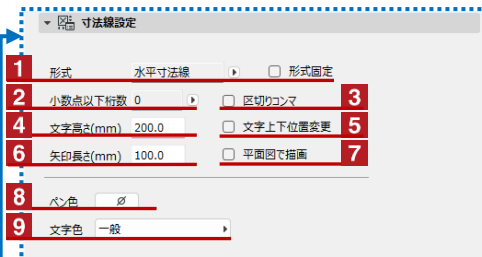 寸法線設定
1 形式 水平寸法線 形式固定
2 小数点以下桁数 0 区切りコンマ 3
4 文字高さ(mm) 200.0 文字上下位置変更 5
6 矢印長さ(mm) 100.0 平面図で描画 7
8 ペン色 Ø
9 文字色 一般